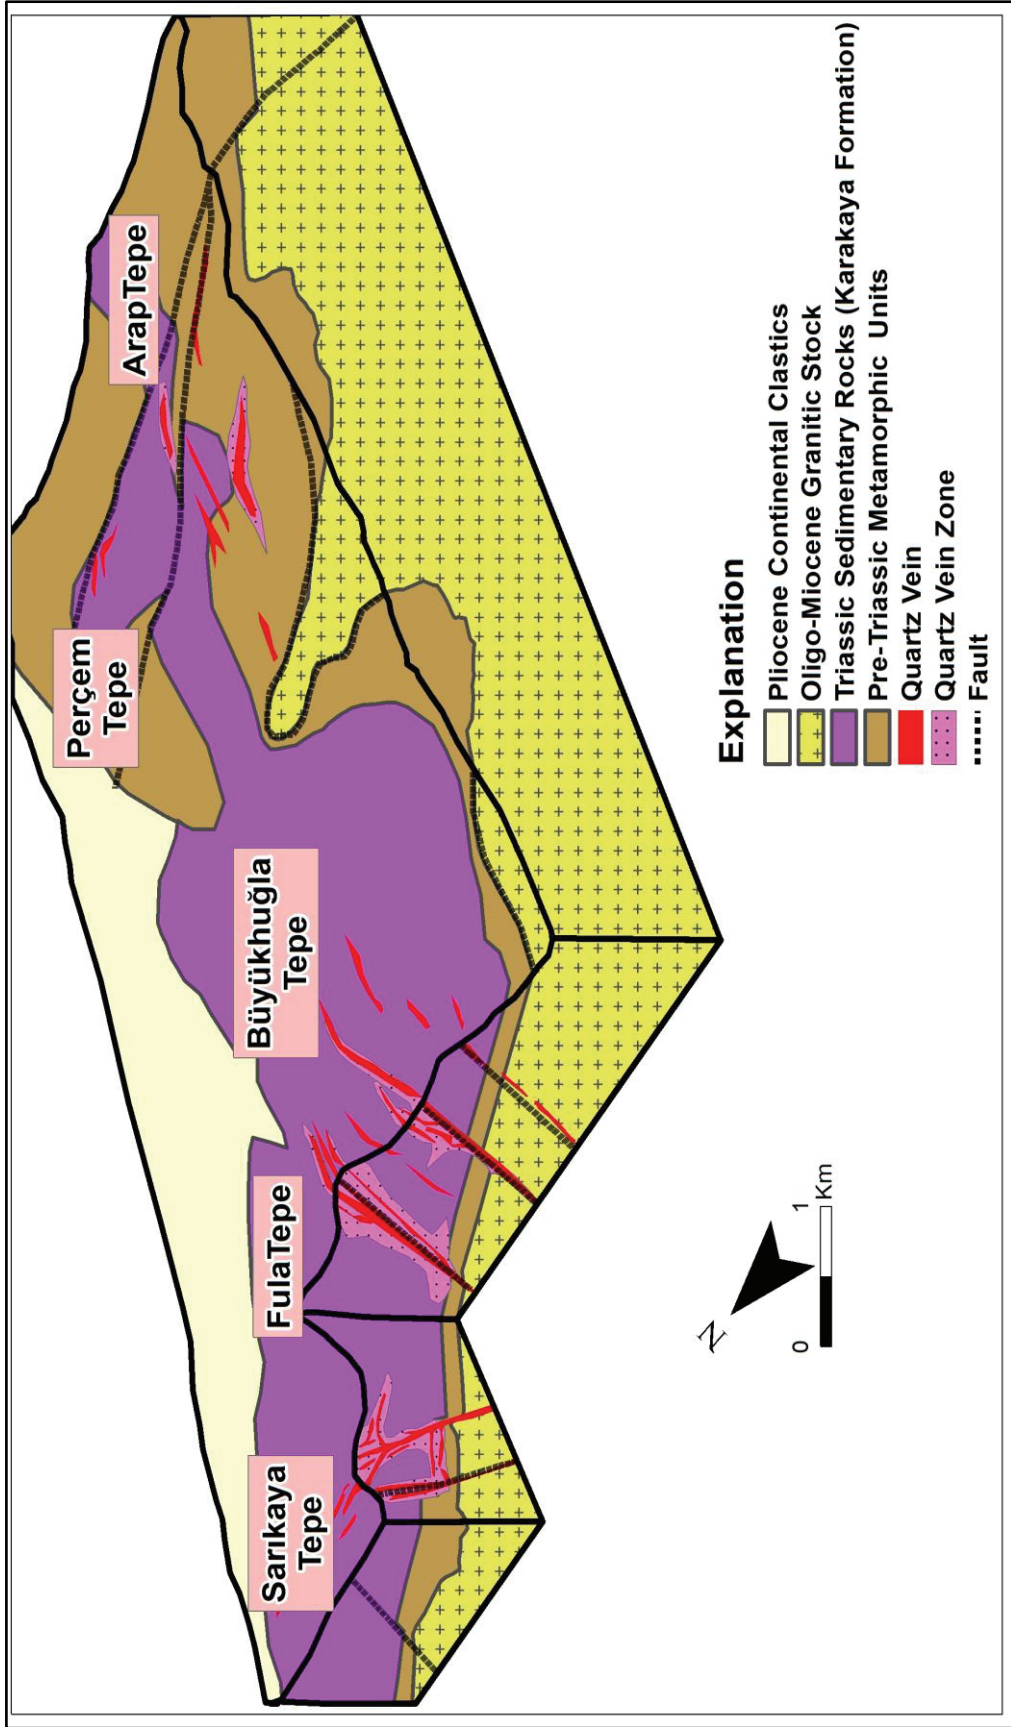 Sarıkaya
Tepe
FulaTepe
Büyükhuğla
Tepe
Perçem
Tepe
ArapTepe
N
0
1
Km
Explanation
Pliocene Continental Clastics
Oligo-Miocene Granitic Stock
Triassic Sedimentary Rocks (Karakaya Formation)
Pre-Triassic Metamorphic Units
Quartz Vein
Quartz Vein Zone
Fault